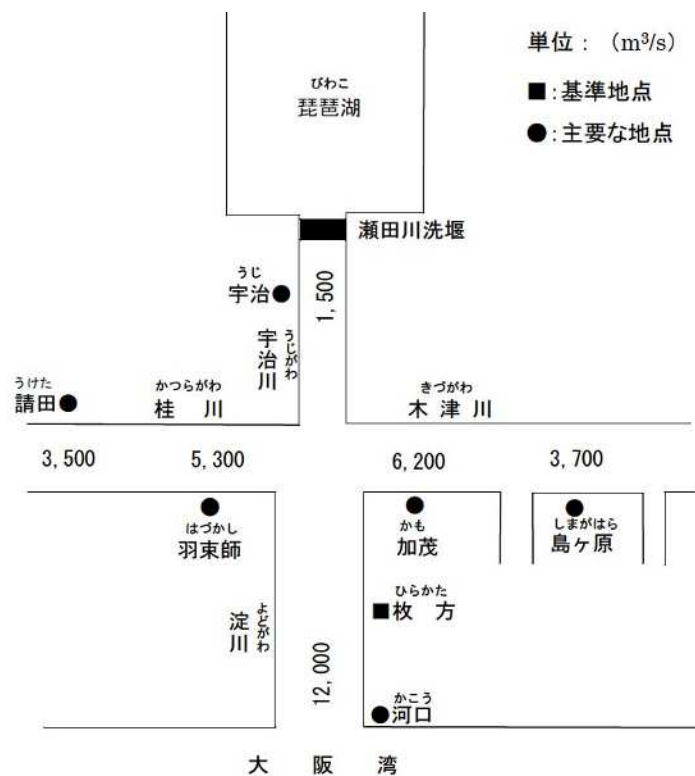 単位：（m³/s）
びわこ
琵琶湖
■：基準地点
●：主要な地点
瀬田川洗堰
うじ
宇治●
1,500
宇治川
うじがわ
うけた
請田●
かつらがわ
桂川
きづがわ
木津川
3,500
5,300
6,200
3,700
はづかし
羽束師
かも
加茂
しまがはら
島ヶ原
ひらかた
■枚方
淀川
よどがわ
12,000
かこう
●河口
大阪湾